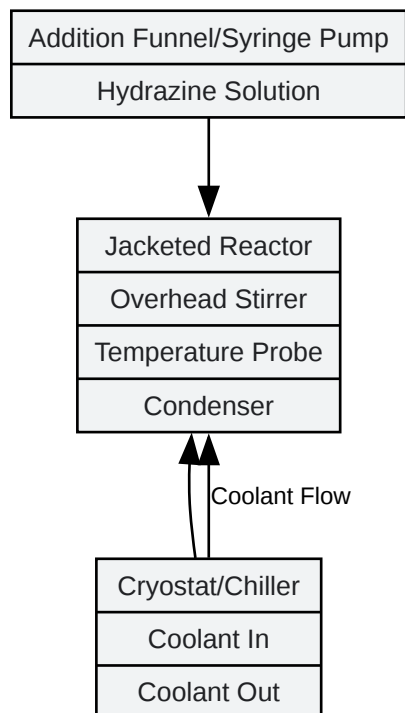 Addition Funnel/Syringe Pump
Hydrazine Solution
Jacketed Reactor
Overhead Stirrer
Temperature Probe
Condenser
Coolant Flow
Cryostat/Chiller
Coolant In
Coolant Out